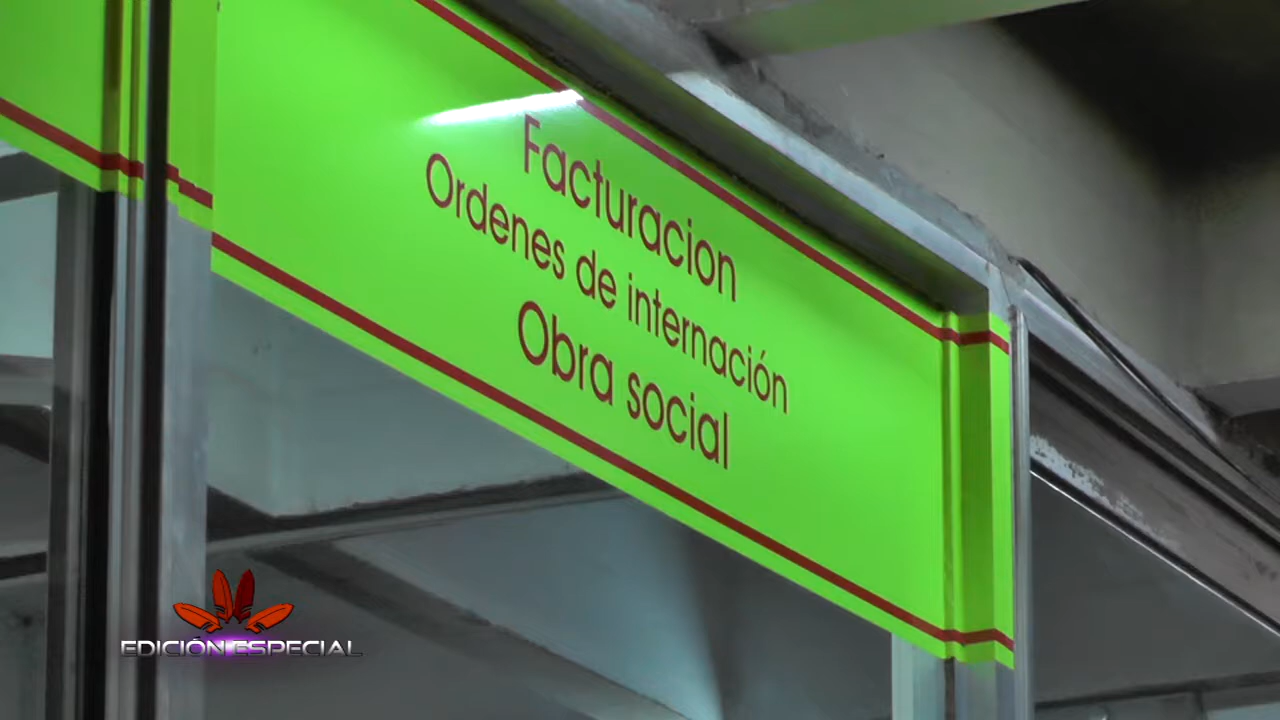 Facturacion
Ordenes de internación
Obra social
EDICIÓN ESPECIAL